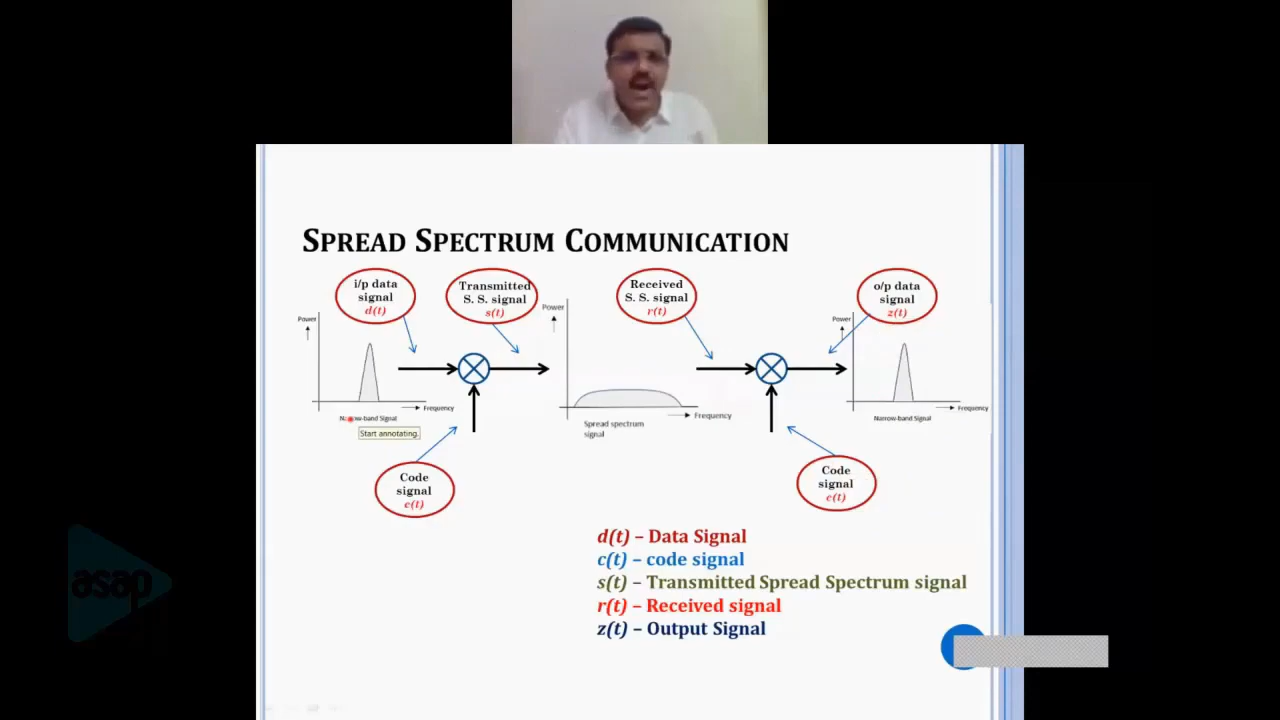 SPREAD SPECTRUM COMMUNICATION
i/p data
signal
d(t)
Transmitted
S. S. signal
s(t)
Received
S. S. signal
r(t)
o/p data
signal
z(t)
Power
Frequency
Narrow-band Signal
Start annotating.
Power
Frequency
Spread spectrum
signal
Power
Frequency
Narrow-band Signal
Code
signal
c(t)
Code
signal
c(t)
d(t) – Data Signal
c(t) – code signal
s(t) – Transmitted Spread Spectrum signal
r(t) – Received signal
z(t) – Output Signal
asap